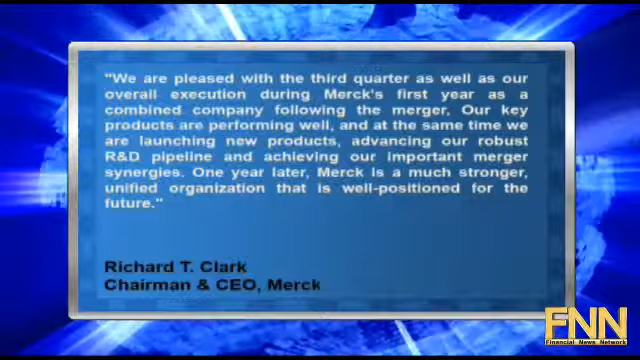 "We are pleased with the third quarter as well as our
overall execution during Merck's first year as a
combined company following the merger, Our key
products are performing well, and at the same time we
are launching new products, advancing our robust
R&D pipeline and achieving our important merger
synergies. One year later, Merck is a much stronger,
unified organization that is well-positioned for the
future."
Richard T. Clark
Chairman & CEO, Merck
FNN
Financial News Network